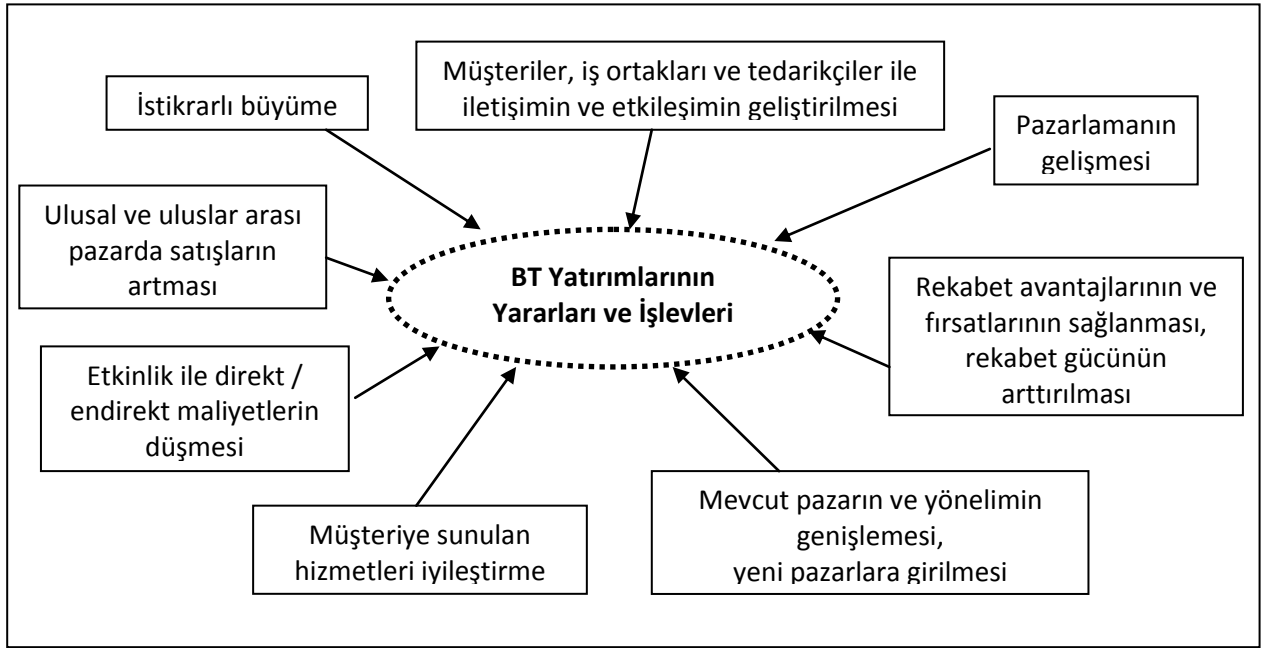 Müşteriler, iş ortakları ve tedarikçiler ile
iletişimin ve etkileşimin geliştirilmesi
İstikrarlı büyüme
Pazarlamanın
gelişmesi
Ulusal ve uluslar arası
pazarda satışların
artması
BT Yatırımlarının
Yararları ve İşlevleri
Rekabet avantajlarının ve
fırsatlarının sağlanması,
rekabet gücünün
arttırılması
Etkinlik ile direkt /
endirekt maliyetlerin
düşmesi
Mevcut pazarın ve yönelimin
genişlemesi,
yeni pazarlara girilmesi
Müşteriye sunulan
hizmetleri iyileştirme